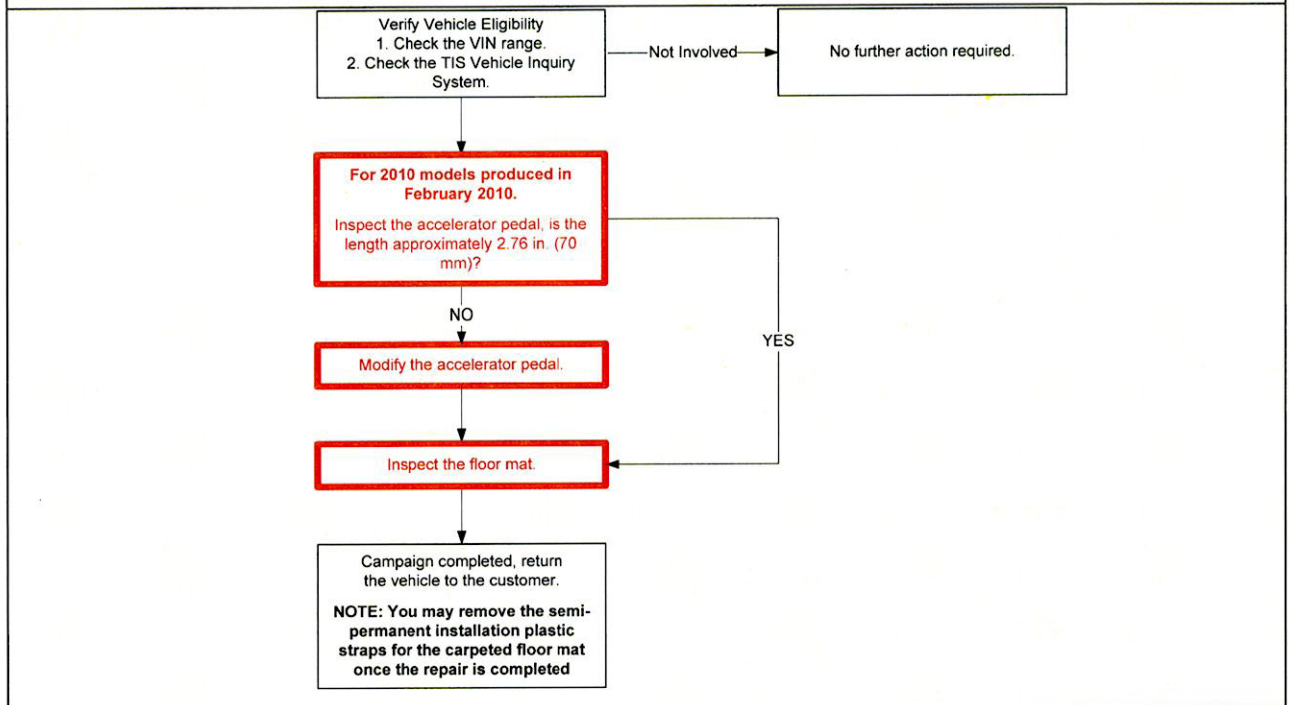 Verify Vehicle Eligibility
1. Check the VIN range.
2. Check the TIS Vehicle Inquiry
System.
Not Involved
No further action required.
For 2010 models produced in
February 2010.
Inspect the accelerator pedal, is the
length approximately 2.76 in. (70
mm)?
NO
YES
Modify the accelerator pedal.
Inspect the floor mat.
Campaign completed, return
the vehicle to the customer.
NOTE: You may remove the semi-
permanent installation plastic
straps for the carpeted floor mat
once the repair is completed